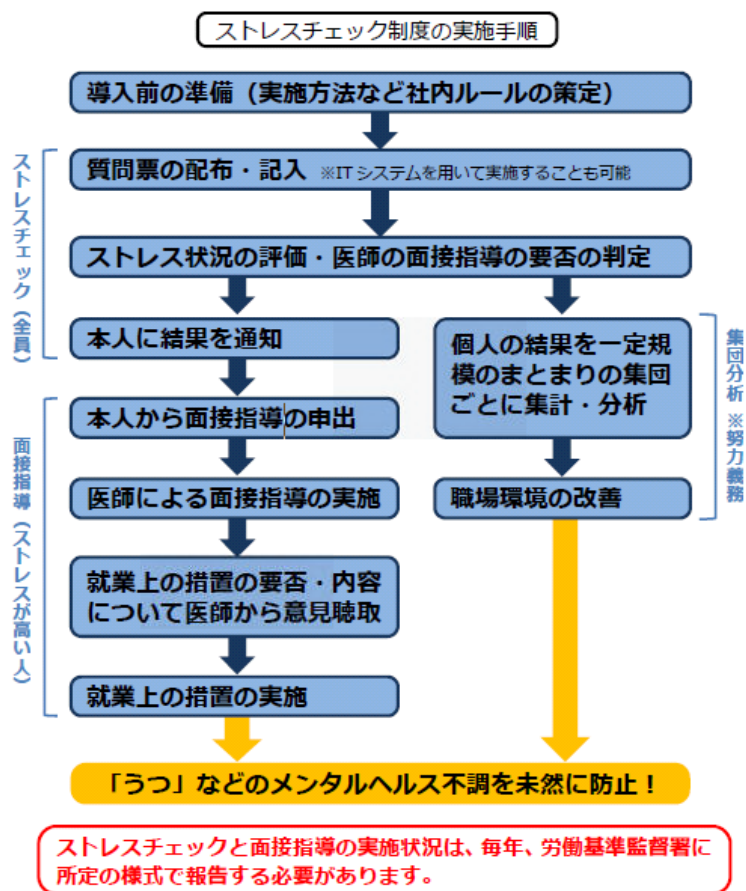 ストレスチェック制度の実施手順
導入前の準備（実施方法など社内ルールの策定）
ストレスチェック（全員）
質問票の配布・記入 ※ITシステムを用いて実施することも可能
ストレス状況の評価・医師の面接指導の要否の判定
本人に結果を通知
面接指導（ストレスが高い人）
本人から面接指導の申出
医師による面接指導の実施
就業上の措置の要否・内容
について医師から意見聴取
就業上の措置の実施
個人の結果を一定規
模のまとまりの集団
ごとに集計・分析
職場環境の改善
集団分析 ※努力義務
「うつ」などのメンタルヘルス不調を未然に防止！
ストレスチェックと面接指導の実施状況は、毎年、労働基準監督署に
所定の様式で報告する必要があります。